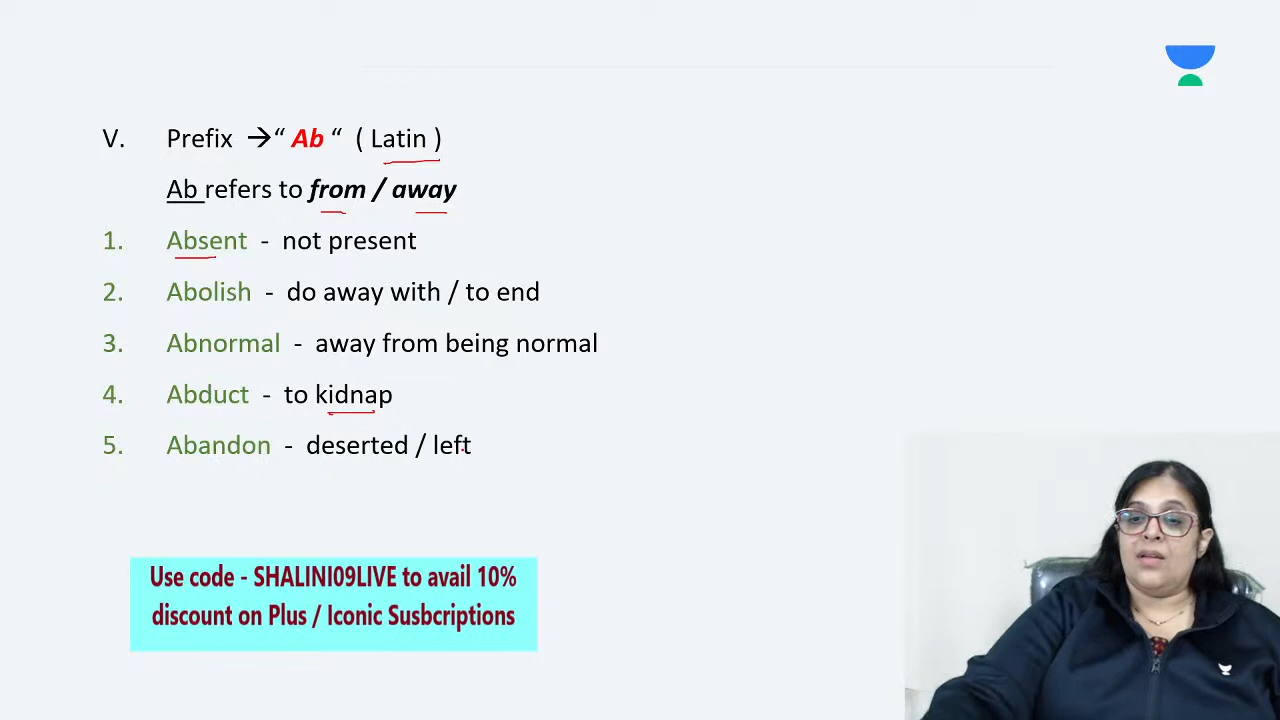 V. Prefix → “ Ab “ ( Latin )
Ab refers to from / away
1. Absent - not present
2. Abolish - do away with / to end
3. Abnormal - away from being normal
4. Abduct - to kidnap
5. Abandon - deserted / left
Use code - SHALINI09LIVE to avail 10%
discount on Plus / Iconic Susbcriptions